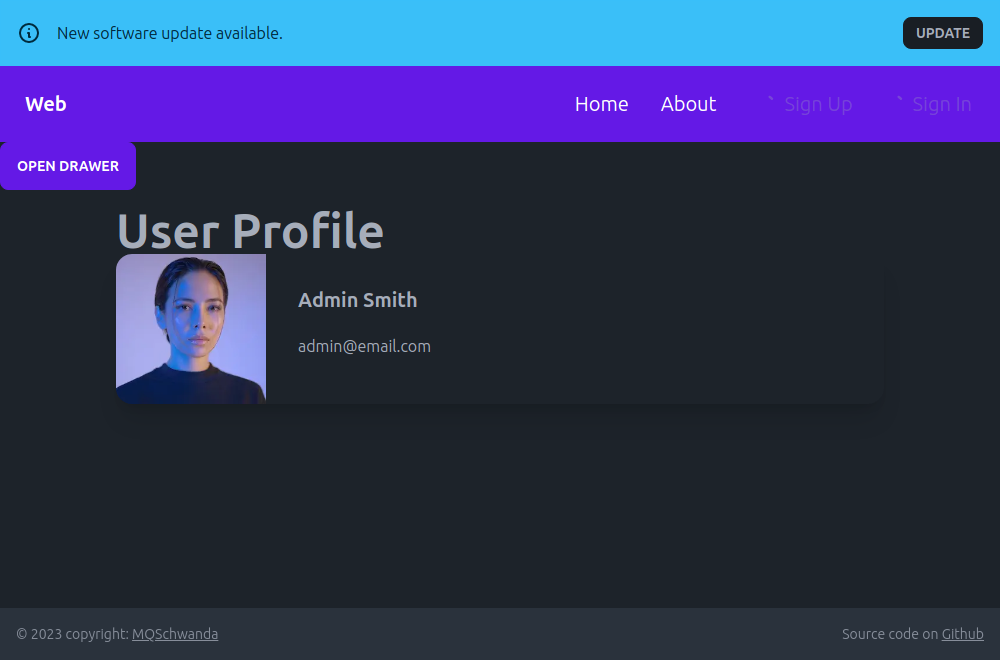 New software update available.
UPDATE
Web
Home
About
` Sign Up
` Sign In
OPEN DRAWER
User Profile
Admin Smith
admin@email.com
© 2023 copyright: MQSchwanda
Source code on Github